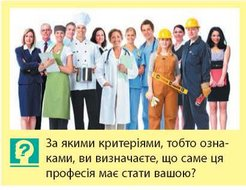 ?
За якими критеріями, тобто озна-
ками, ви визначаєте, що саме ця
професія має стати вашою?